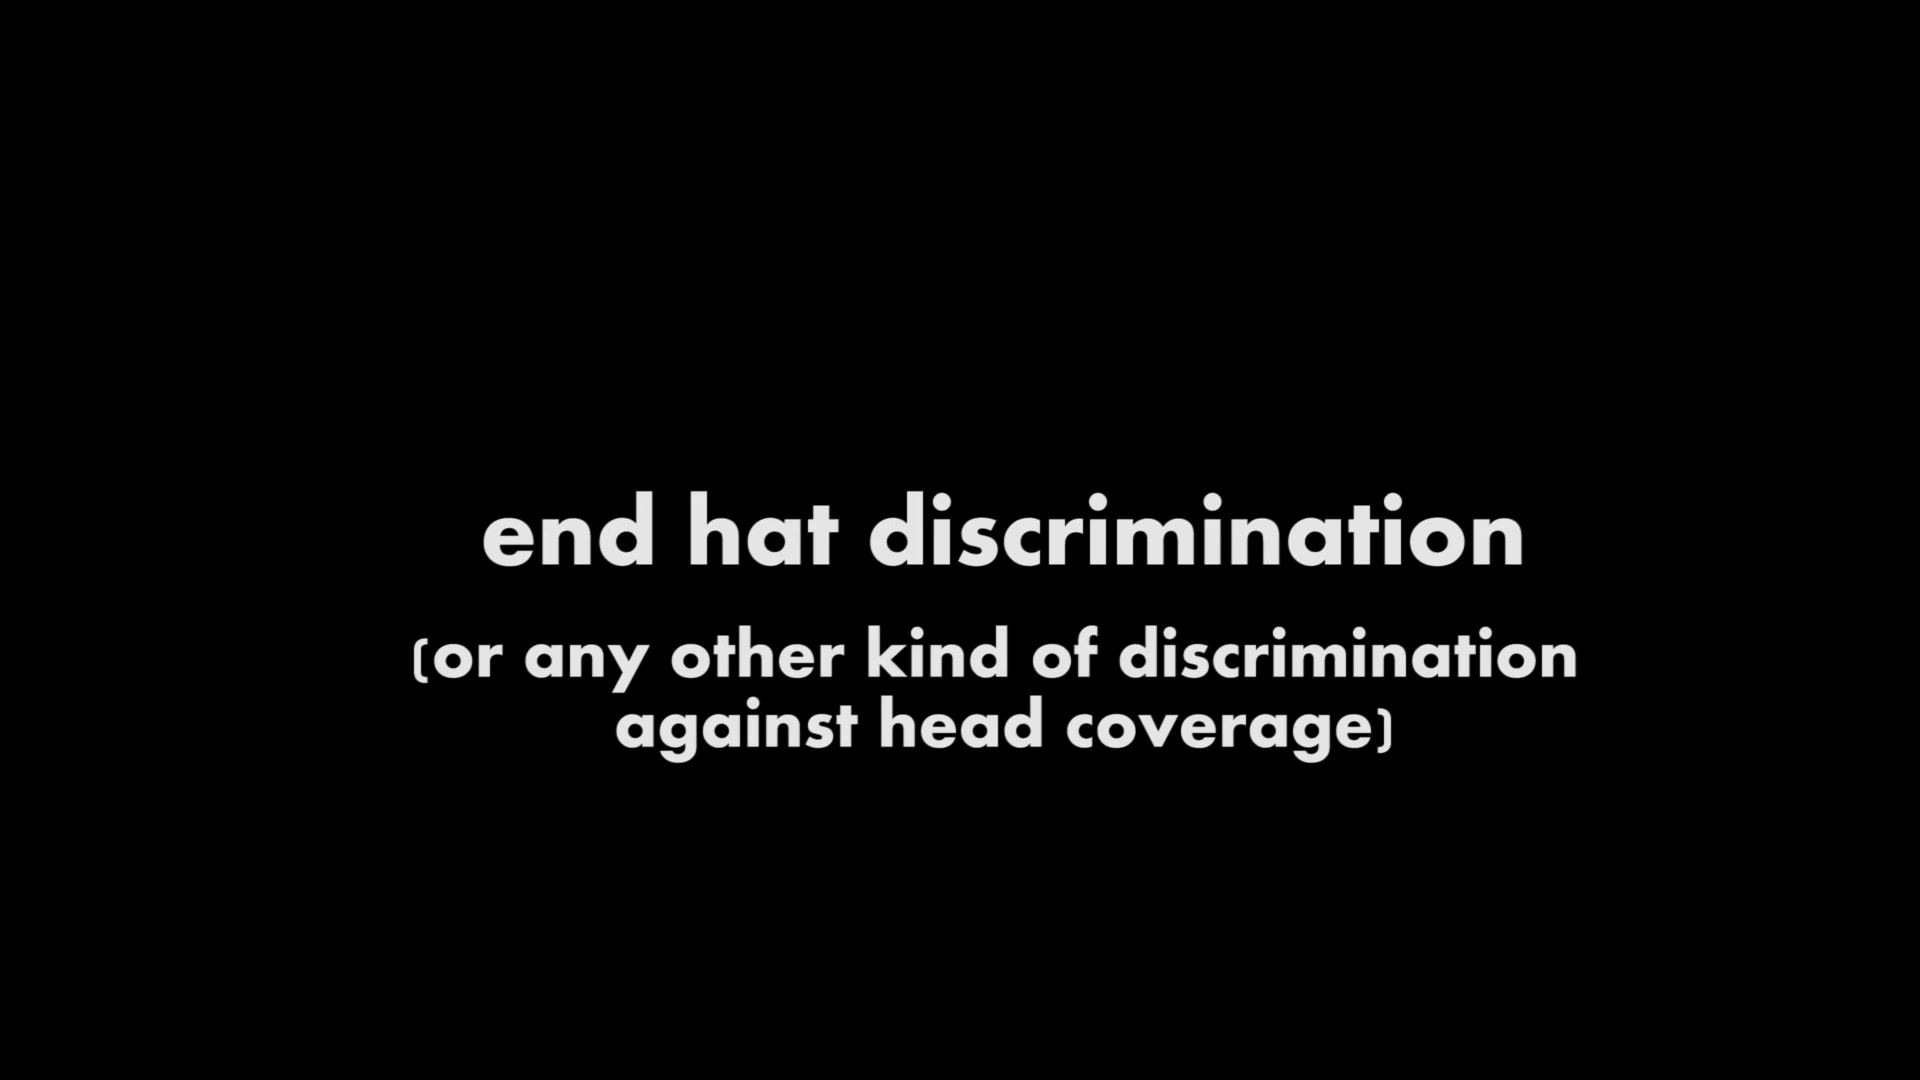 end hat discrimination
(or any other kind of discrimination
against head coverage)